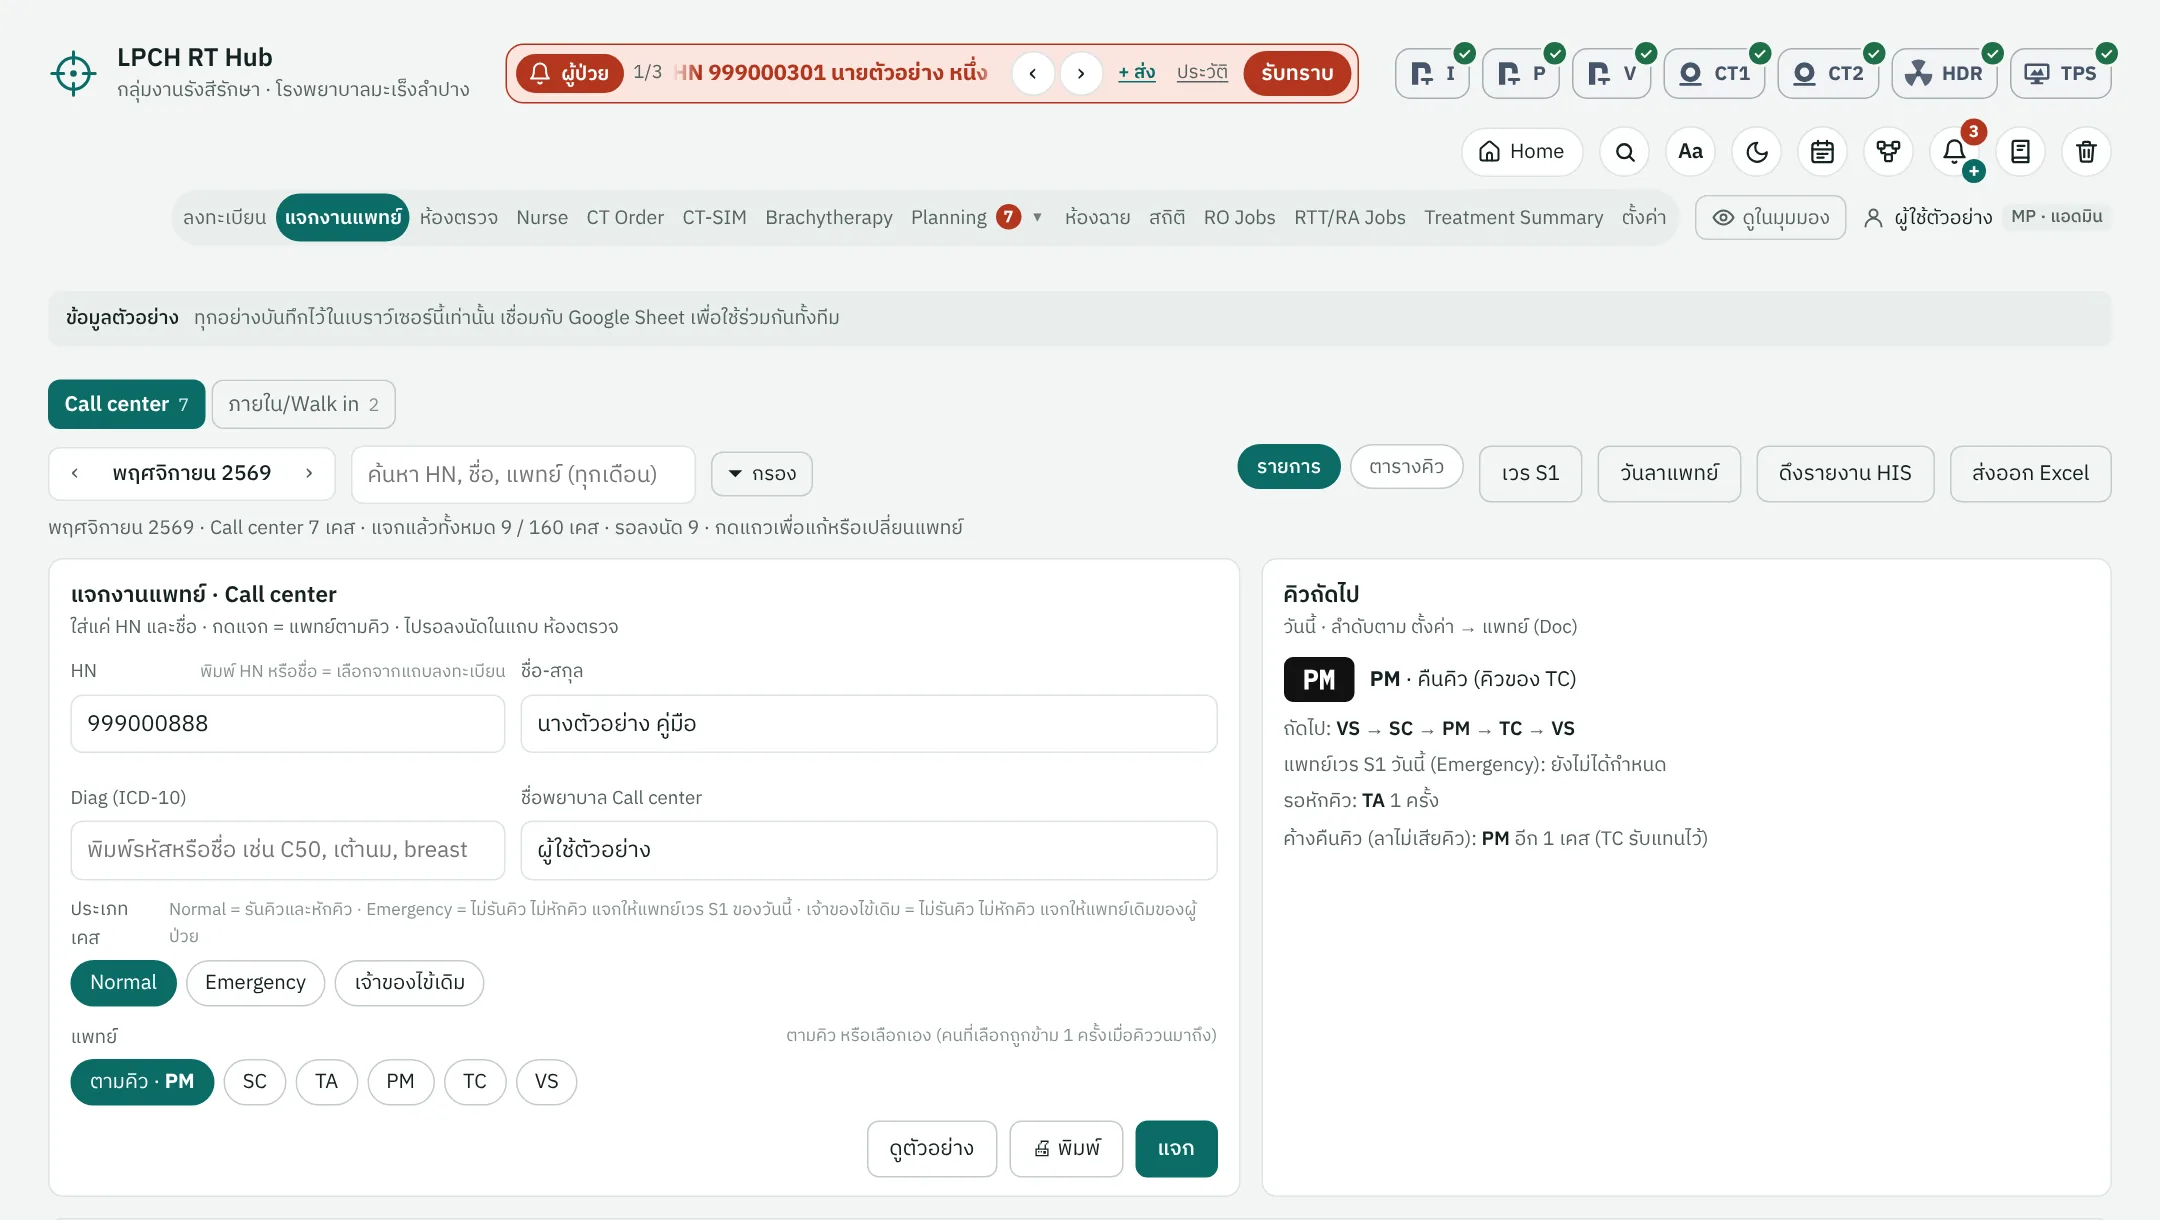 LPCH RT Hub
กลุ่มงานรังสีรักษา · โรงพยาบาลมะเร็งลำปาง
ผู้ป่วย 1/3 HN 999000301 นายตัวอย่าง หนึ่ง ‹ › + ส่ง ประวัติ รับทราบ
I P V CT1 CT2 HDR TPS
Home Aa 3 +
ลงทะเบียน แจกงานแพทย์ ห้องตรวจ Nurse CT Order CT-SIM Brachytherapy Planning 7 ▼ ห้องฉาย สถิติ RO Jobs RTT/RA Jobs Treatment Summary ตั้งค่า ดูในมุมมอง ผู้ใช้ตัวอย่าง MP · แอดมิน
ข้อมูลตัวอย่าง ทุกอย่างบันทึกไว้ในเบราว์เซอร์นี้เท่านั้น เชื่อมกับ Google Sheet เพื่อใช้ร่วมกันทั้งทีม
Call center 7 ภายใน/Walk in 2
‹ พฤศจิกายน 2569 › ค้นหา HN, ชื่อ, แพทย์ (ทุกเดือน) ▼ กรอง รายการ ตารางคิว เวร S1 วันลาแพทย์ ดึงรายงาน HIS ส่งออก Excel
พฤศจิกายน 2569 · Call center 7 เคส · แจกแล้วทั้งหมด 9 / 160 เคส · รอลงนัด 9 · กดแถวเพื่อแก้หรือเปลี่ยนแพทย์
แจกงานแพทย์ · Call center
ใส่แค่ HN และชื่อ · กดแจก = แพทย์ตามคิว · ไปรอลงนัดในแถบ ห้องตรวจ
HN พิมพ์ HN หรือชื่อ = เลือกจากแถบลงทะเบียน ชื่อ-สกุล
999000888 นางตัวอย่าง คู่มือ
Diag (ICD-10) ชื่อพยาบาล Call center
พิมพ์รหัสหรือชื่อ เช่น C50, เต้านม, breast ผู้ใช้ตัวอย่าง
ประเภทเคส Normal = รันคิวและหักคิว · Emergency = ไม่รันคิว ไม่หักคิว แจกให้แพทย์เวร S1 ของวันนี้ · เจ้าของไข้เดิม = ไม่รันคิว ไม่หักคิว แจกให้แพทย์เดิมของผู้ป่วย
Normal Emergency เจ้าของไข้เดิม
แพทย์ ตามคิว หรือเลือกเอง (คนที่เลือกถูกข้าม 1 ครั้งเมื่อคิววนมาถึง)
ตามคิว · PM SC TA PM TC VS
ดูตัวอย่าง พิมพ์ แจก
คิวถัดไป
วันนี้ · ลำดับตาม ตั้งค่า → แพทย์ (Doc)
PM PM · คืนคิว (คิวของ TC)
ถัดไป: VS → SC → PM → TC → VS
แพทย์เวร S1 วันนี้ (Emergency): ยังไม่ได้กำหนด
รอหักคิว: TA 1 ครั้ง
ค้างคืนคิว (ลาไม่เสียคิว): PM อีก 1 เคส (TC รับแทนไว้)